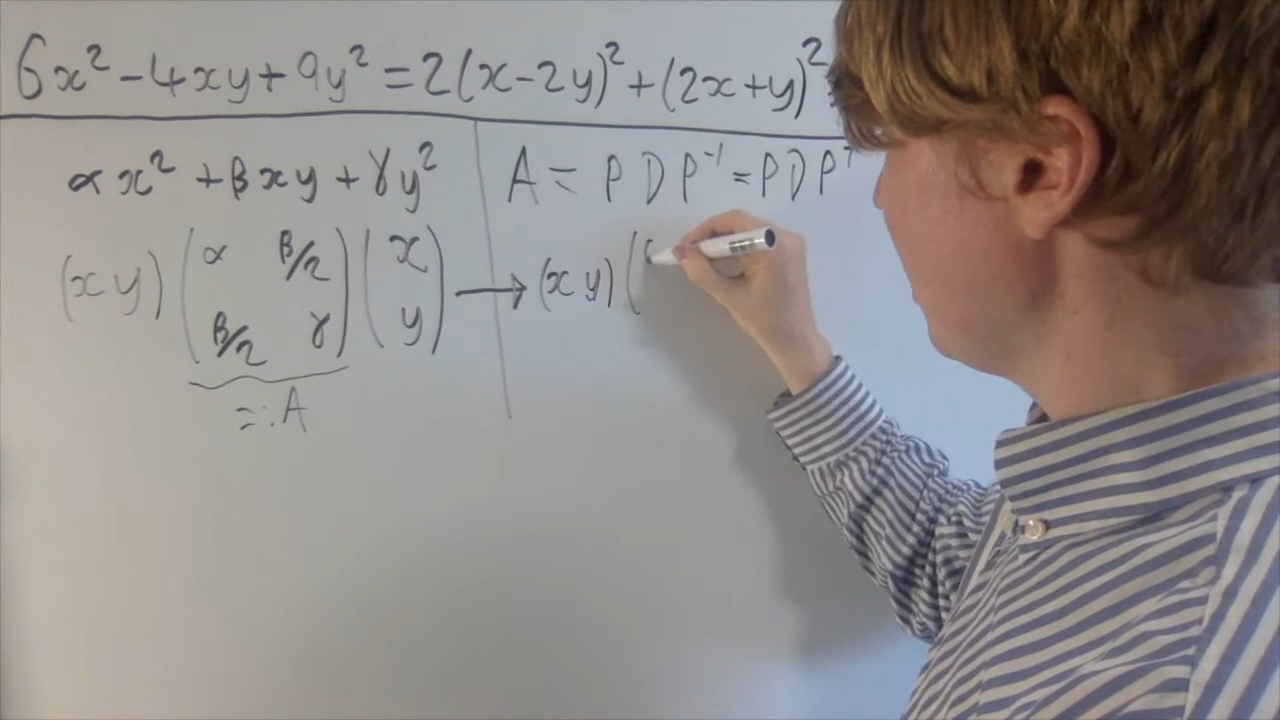 6x² - 4xy + 9y² = 2(x-2y)² + (2x+y)²
αx² + βxy + γy²
(x y) (α β/2 β/2 γ) (x y) →
=: A
A = P D P⁻¹ = P D Pᵀ
(x y) (